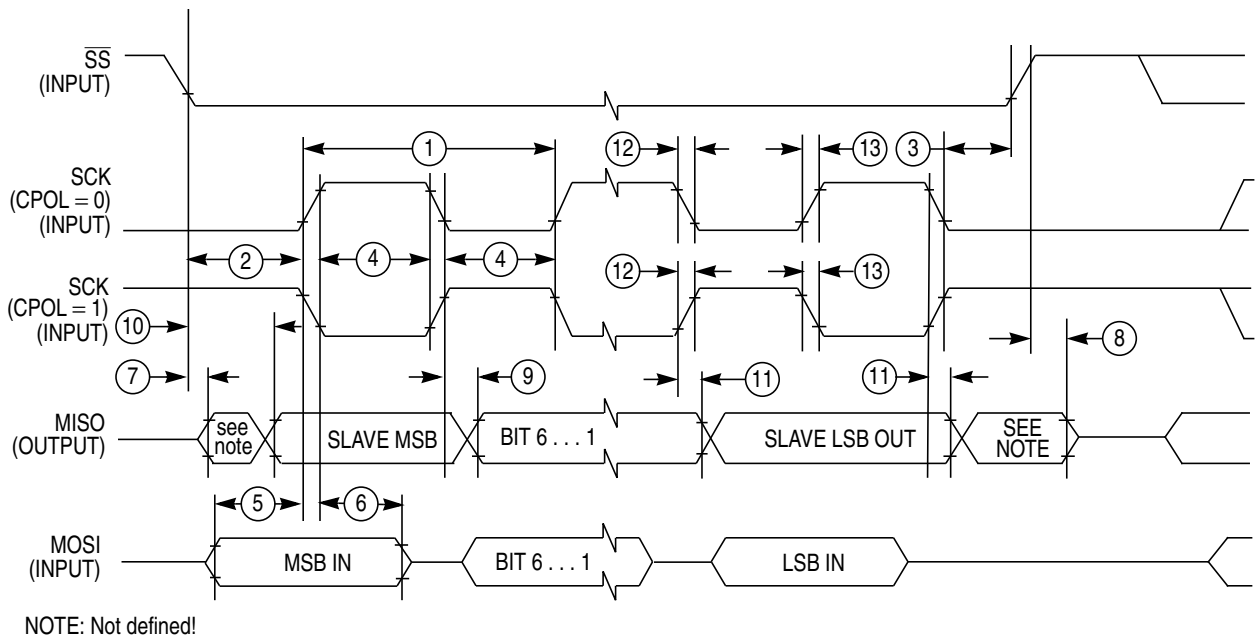 SS
(INPUT)
1
12
13
3
SCK
(CPOL = 0)
(INPUT)
2
4
4
12
13
SCK
(CPOL = 1)
(INPUT)
10
8
7
9
11
11
MISO
(OUTPUT)
see
note
SLAVE MSB
BIT 6 . . . 1
SLAVE LSB OUT
SEE
NOTE
5
6
MOSI
(INPUT)
MSB IN
BIT 6 . . . 1
LSB IN
NOTE: Not defined!